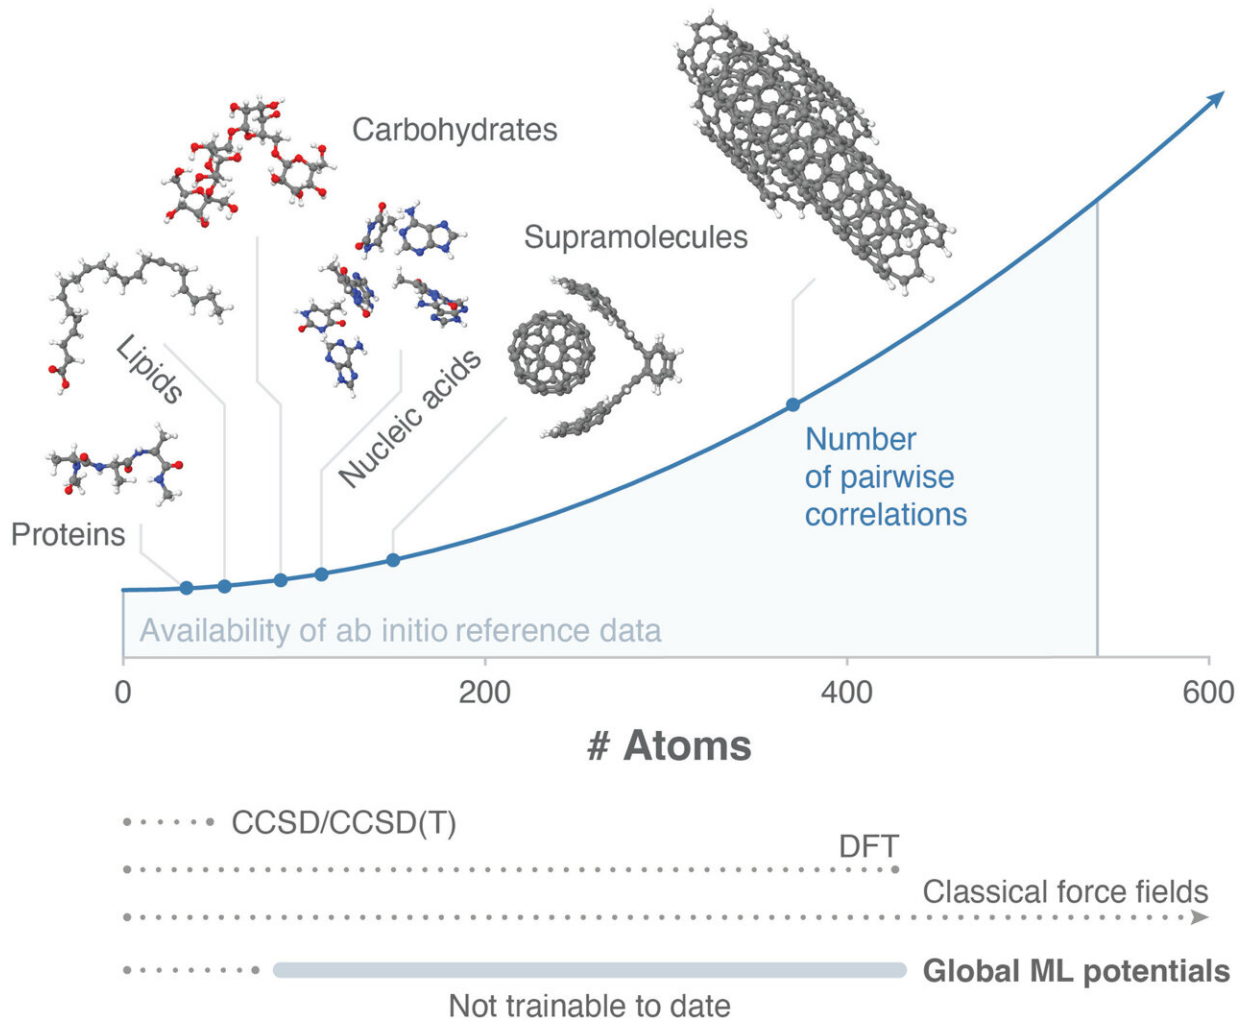 Carbohydrates
Supramolecules
Lipids
Nucleic acids
Proteins
Number
of pairwise
correlations
Availability of ab initio reference data
0
200
400
600
# Atoms
CCSD/CCSD(T)
DFT
Classical force fields
Global ML potentials
Not trainable to date